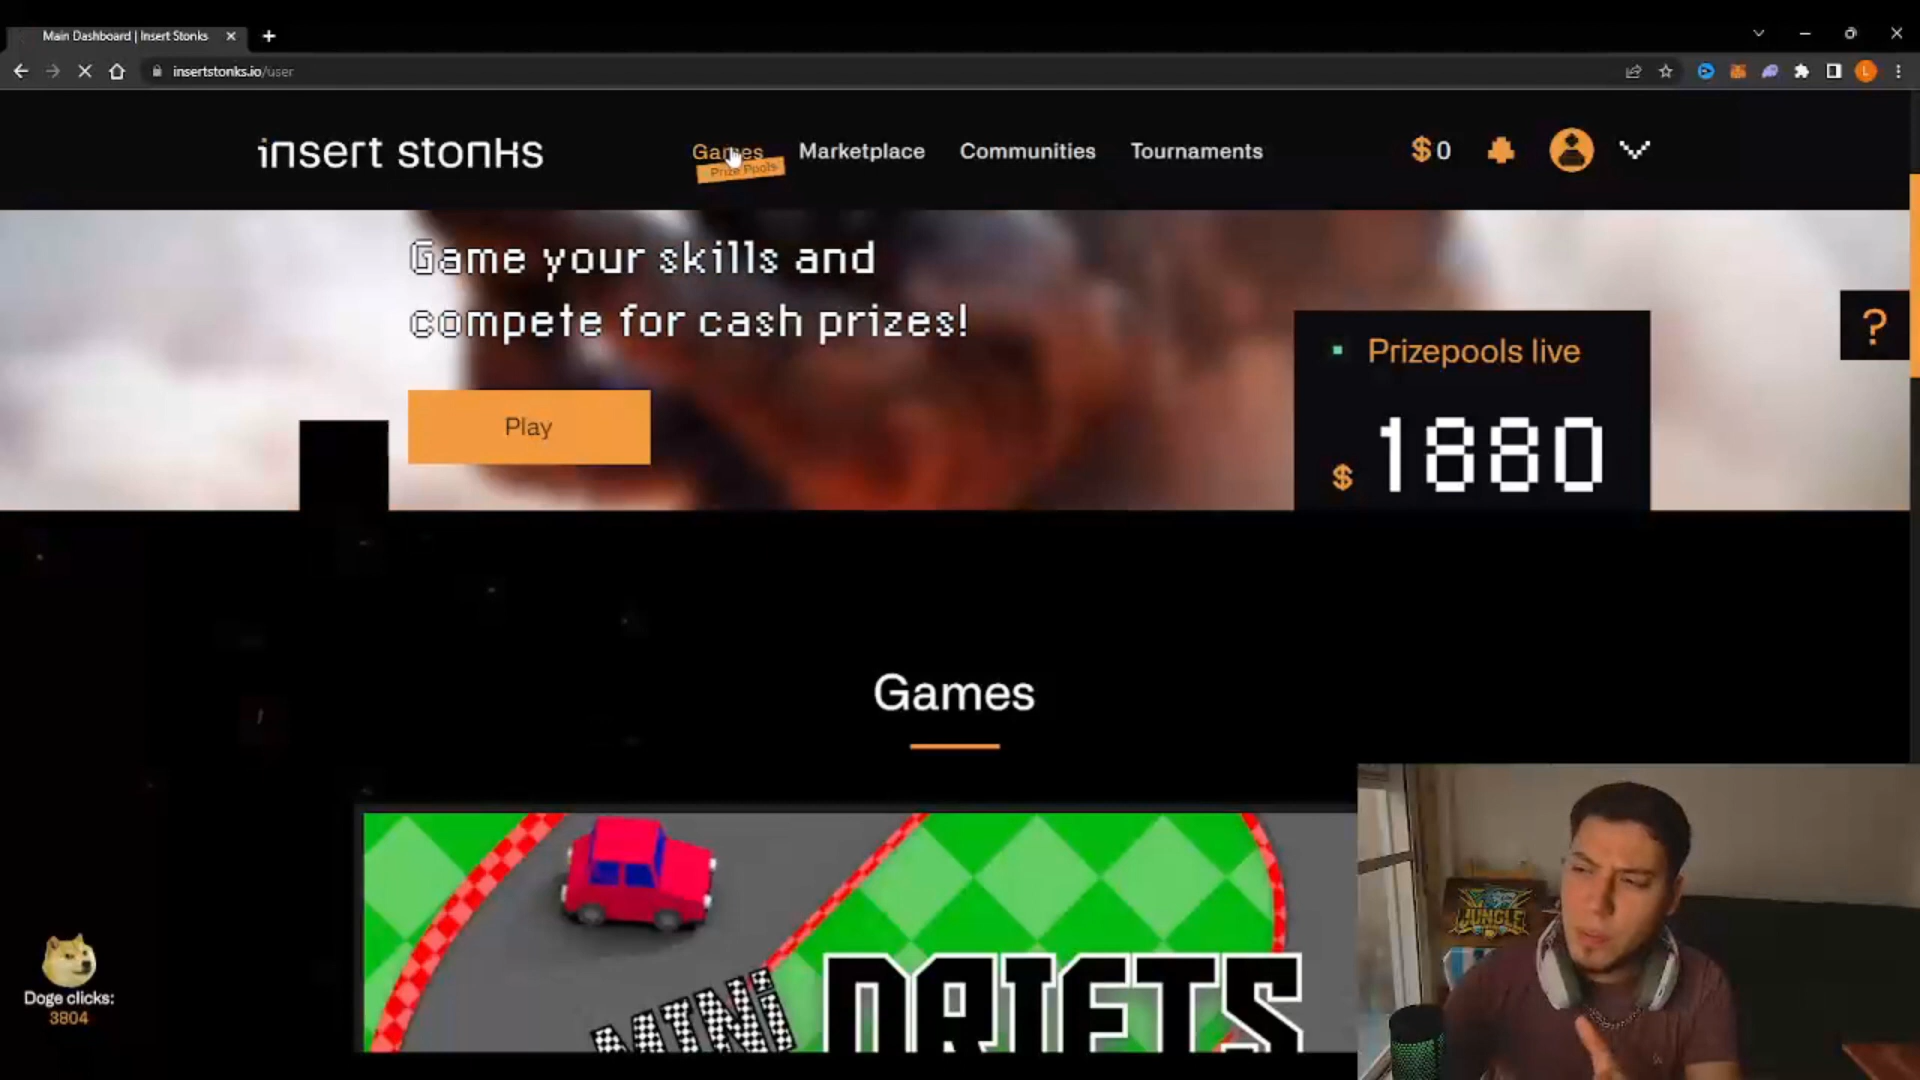 Main Dashboard | Insert Stonks
insertstonks.io/user
L
insert stonks
Games
Prize Pools
Marketplace
Communities
Tournaments
$0
Game your skills and
compete for cash prizes!
Play
?
Prizepools live
$ 1880
Games
MINI
DRIFTS
JUNGLE
Doge clicks:
3804